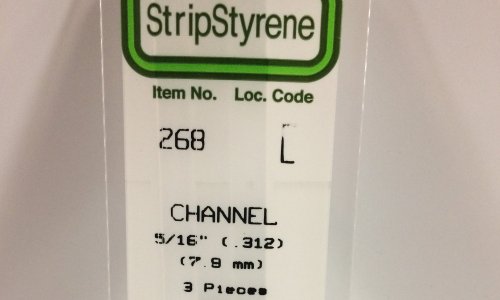 StripStyrene
Item No. Loc. Code
268 L
CHANNEL
5/16" (.312)
(7.9 mm)
3 Pieces